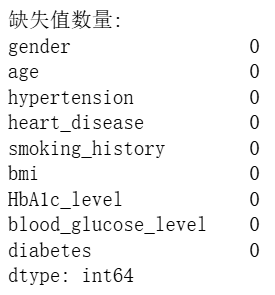 缺失值数量:
gender 0
age 0
hypertension 0
heart_disease 0
smoking_history 0
bmi 0
HbA1c_level 0
blood_glucose_level 0
diabetes 0
dtype: int64